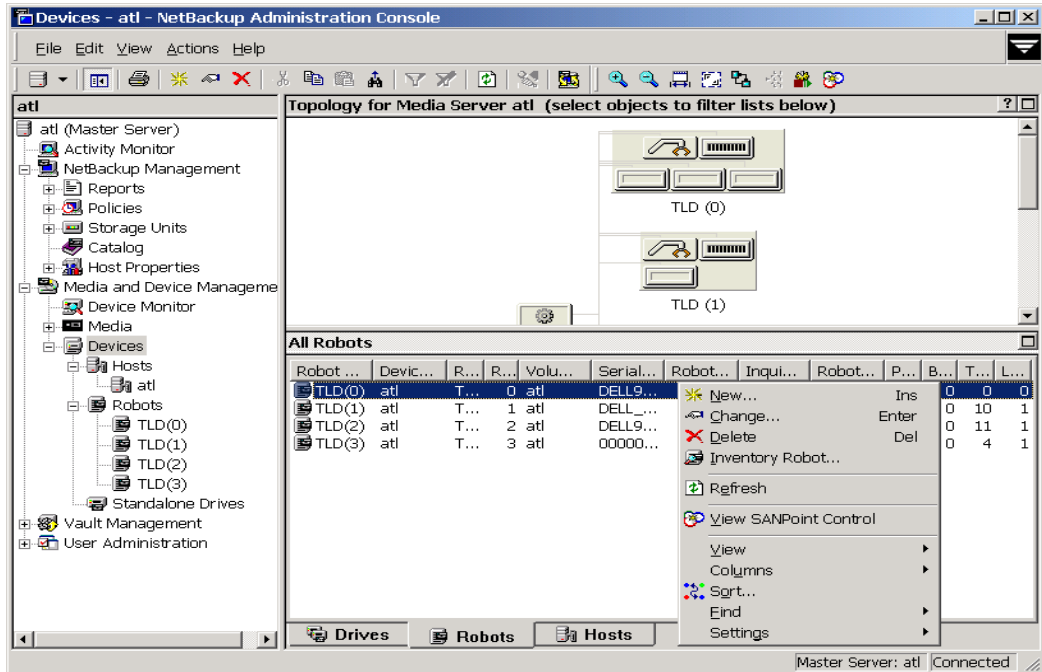 Devices - atl - NetBackup Administration Console
File Edit View Actions Help
atl
Topology for Media Server atl (select objects to filter lists below)
atl (Master Server)
Activity Monitor
NetBackup Management
Reports
Policies
Storage Units
Catalog
Host Properties
Media and Device Manageme
Device Monitor
Media
Devices
Hosts
atl
Robots
TLD(0)
TLD(1)
TLD(2)
TLD(3)
Standalone Drives
Vault Management
User Administration
TLD (0)
TLD (1)
All Robots
Robot ... Devic... R... R... Volu... Serial... Robot... Inqui... Robot... P... B... T... L...
TLD(0) atl T... 0 atl DELL9... 0 0 0
TLD(1) atl T... 1 atl DELL_... 0 10 1
TLD(2) atl T... 2 atl DELL9... 0 11 1
TLD(3) atl T... 3 atl 00000... 0 4 1
New... Ins
Change... Enter
Delete Del
Inventory Robot...
Refresh
View SANPoint Control
View
Columns
Sort...
Find
Settings
Drives Robots Hosts
Master Server: atl Connected